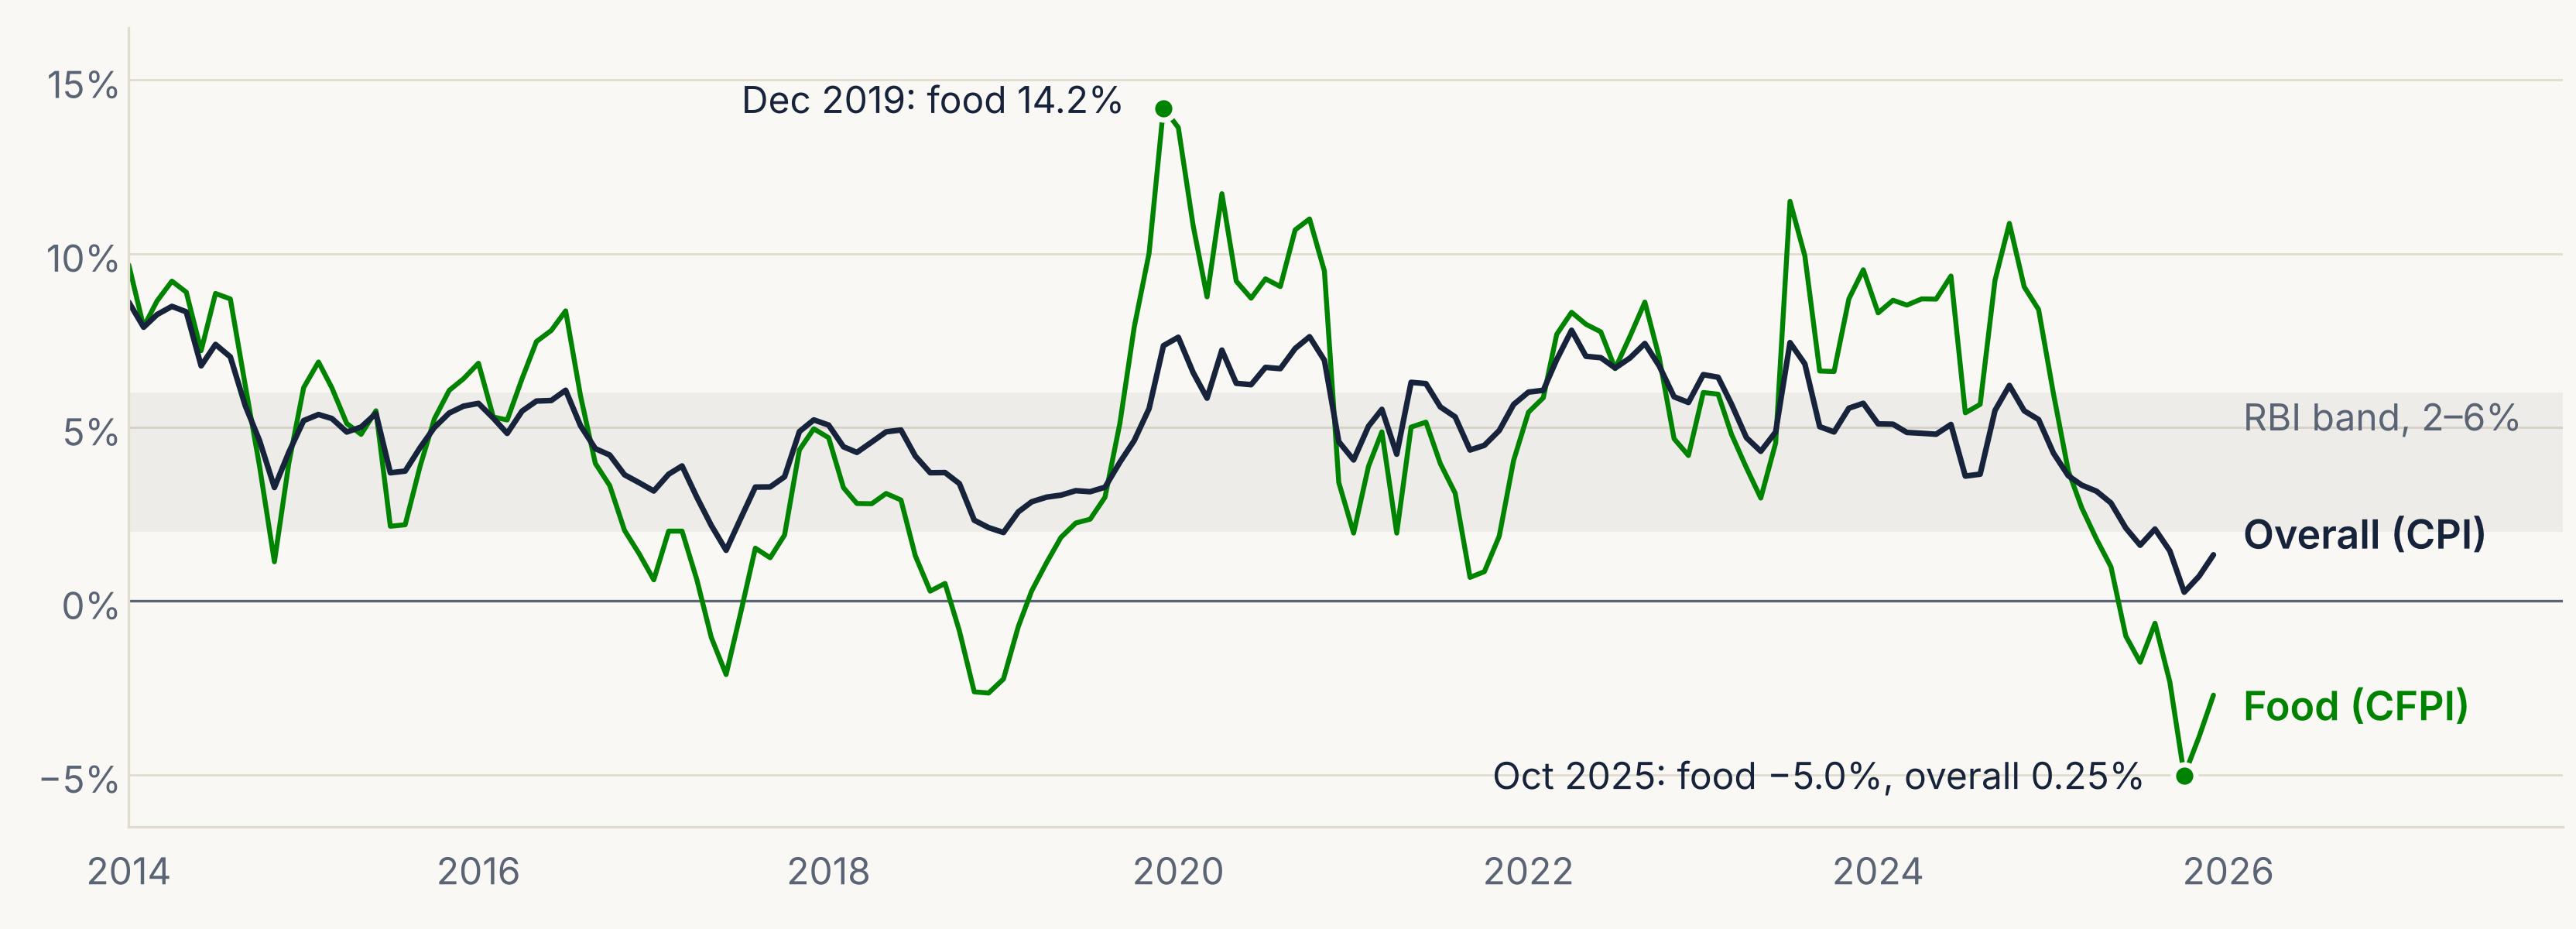 15%
Dec 2019: food 14.2%
10%
5%
RBI band, 2–6%
Overall (CPI)
0%
Food (CFPI)
−5%
Oct 2025: food −5.0%, overall 0.25%
2014 2016 2018 2020 2022 2024 2026